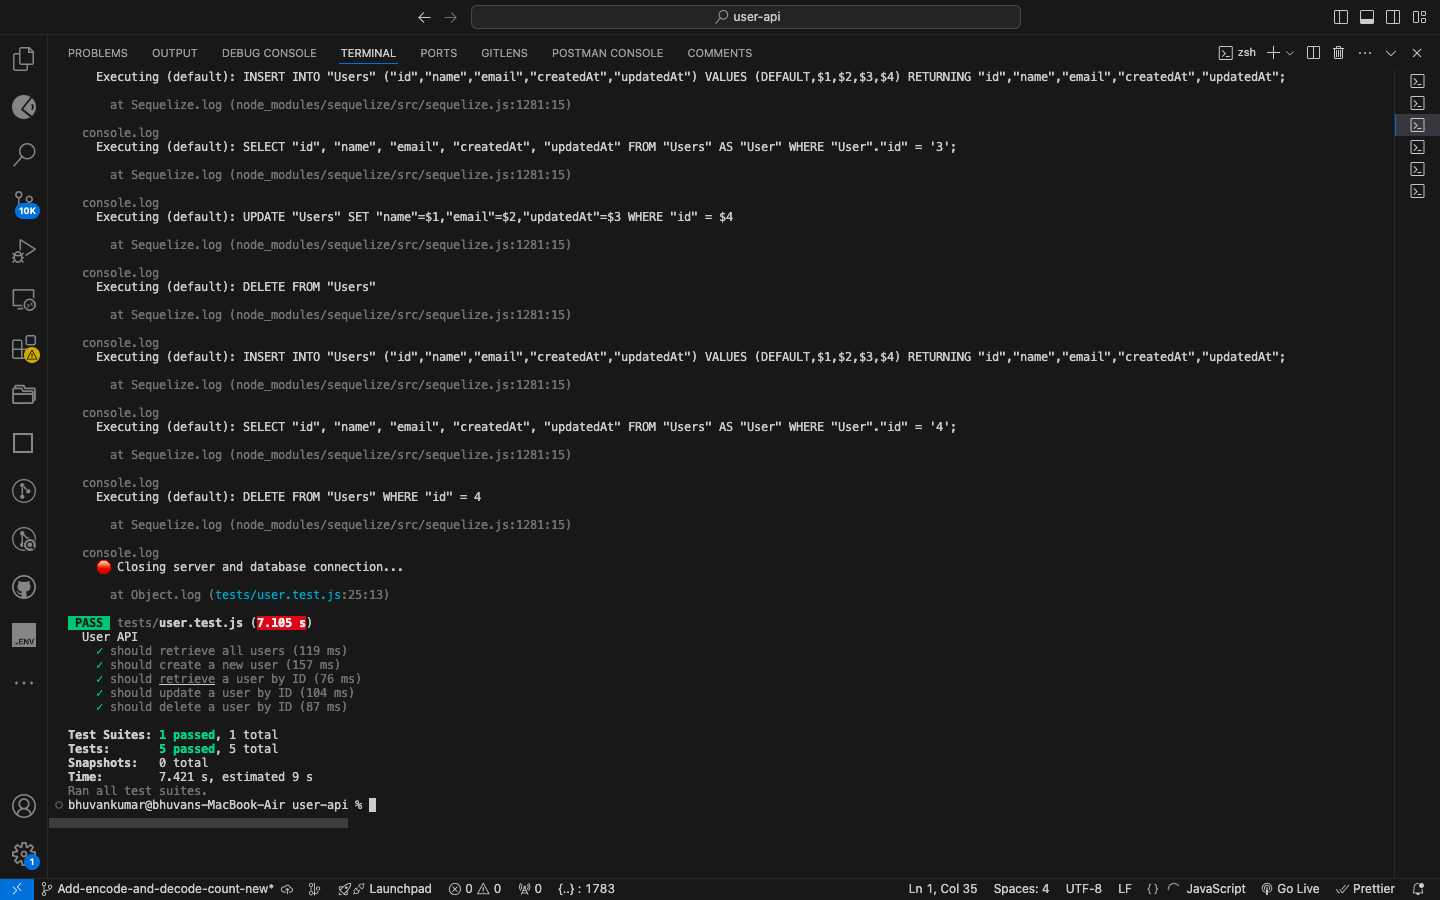 user-api
PROBLEMS OUTPUT DEBUG CONSOLE TERMINAL PORTS GITLENS POSTMAN CONSOLE COMMENTS zsh
Executing (default): INSERT INTO "Users" ("id","name","email","createdAt","updatedAt") VALUES (DEFAULT,$1,$2,$3,$4) RETURNING "id","name","email","createdAt","updatedAt";
at Sequelize.log (node_modules/sequelize/src/sequelize.js:1281:15)
console.log
Executing (default): SELECT "id", "name", "email", "createdAt", "updatedAt" FROM "Users" AS "User" WHERE "User"."id" = '3';
at Sequelize.log (node_modules/sequelize/src/sequelize.js:1281:15)
console.log
Executing (default): UPDATE "Users" SET "name"=$1,"email"=$2,"updatedAt"=$3 WHERE "id" = $4
at Sequelize.log (node_modules/sequelize/src/sequelize.js:1281:15)
console.log
Executing (default): DELETE FROM "Users"
at Sequelize.log (node_modules/sequelize/src/sequelize.js:1281:15)
console.log
Executing (default): INSERT INTO "Users" ("id","name","email","createdAt","updatedAt") VALUES (DEFAULT,$1,$2,$3,$4) RETURNING "id","name","email","createdAt","updatedAt";
at Sequelize.log (node_modules/sequelize/src/sequelize.js:1281:15)
console.log
Executing (default): SELECT "id", "name", "email", "createdAt", "updatedAt" FROM "Users" AS "User" WHERE "User"."id" = '4';
at Sequelize.log (node_modules/sequelize/src/sequelize.js:1281:15)
console.log
Executing (default): DELETE FROM "Users" WHERE "id" = 4
at Sequelize.log (node_modules/sequelize/src/sequelize.js:1281:15)
console.log
🛑 Closing server and database connection...
at Object.log (tests/user.test.js:25:13)
PASS tests/user.test.js (7.105 s)
User API
✓ should retrieve all users (119 ms)
✓ should create a new user (157 ms)
✓ should retrieve a user by ID (76 ms)
✓ should update a user by ID (104 ms)
✓ should delete a user by ID (87 ms)
Test Suites: 1 passed, 1 total
Tests: 5 passed, 5 total
Snapshots: 0 total
Time: 7.421 s, estimated 9 s
Ran all test suites.
bhuvankumar@bhuvans-MacBook-Air user-api %
10K
.ENV
1
Add-encode-and-decode-count-new* Launchpad 0 0 0 {..} : 1783 Ln 1, Col 35 Spaces: 4 UTF-8 LF {} JavaScript Go Live Prettier